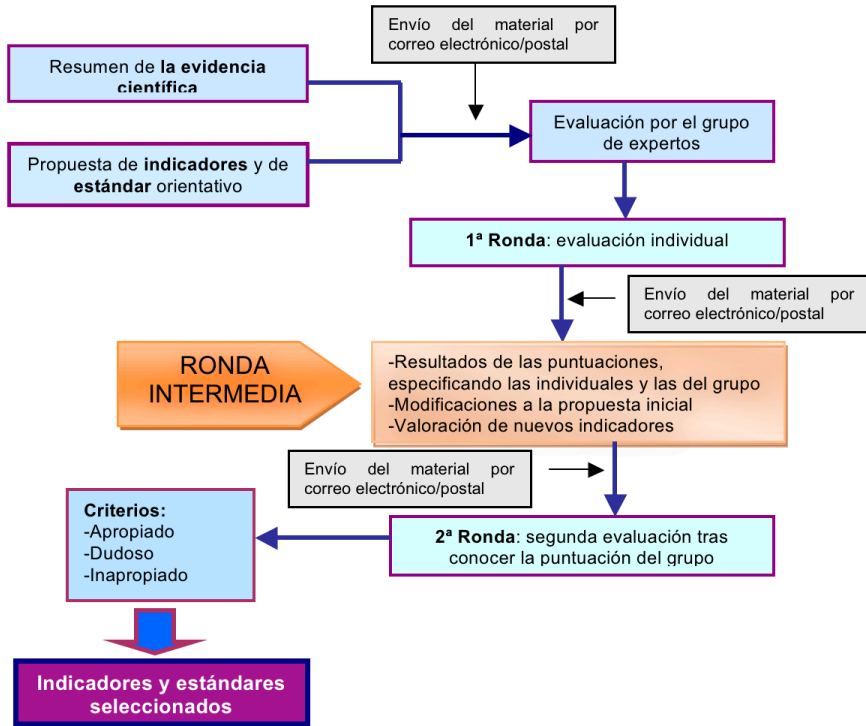 Envío del material por
correo electrónico/postal
Resumen de la evidencia
científica
Propuesta de indicadores y de
estándar orientativo
Evaluación por el grupo
de expertos
1ª Ronda: evaluación individual
Envío del material por
correo electrónico/postal
RONDA
INTERMEDIA
-Resultados de las puntuaciones,
especificando las individuales y las del grupo
-Modificaciones a la propuesta inicial
-Valoración de nuevos indicadores
Envío del material por
correo electrónico/postal
2ª Ronda: segunda evaluación tras
conocer la puntuación del grupo
Criterios:
-Apropiado
-Dudoso
-Inapropiado
Indicadores y estándares
seleccionados